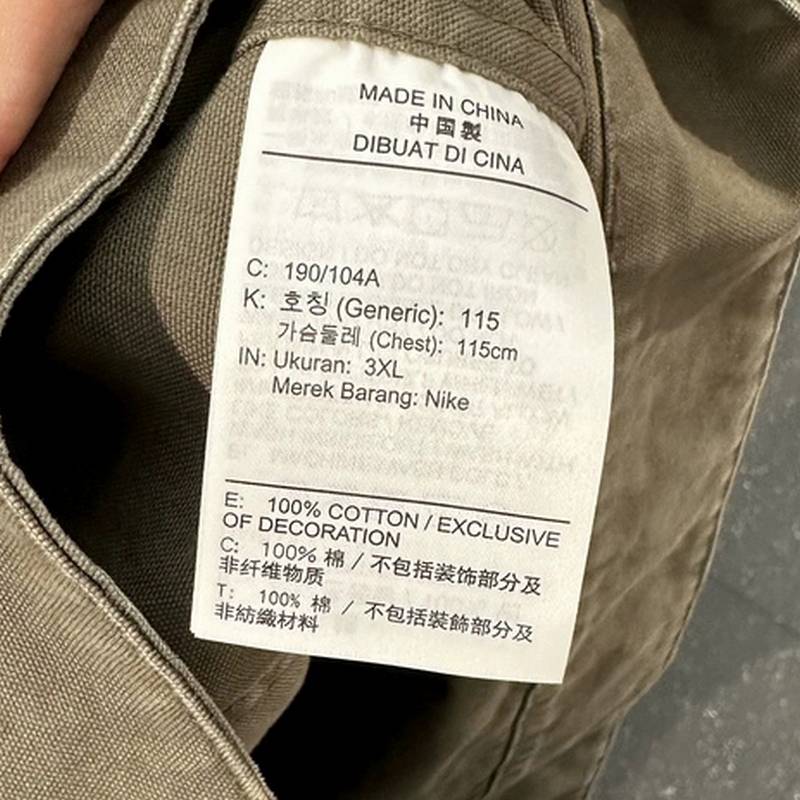 MADE IN CHINA
中国製
DIBUAT DI CINA
C: 190/104A
K: 호칭 (Generic): 115
가슴둘레 (Chest): 115cm
IN: Ukuran: 3XL
Merek Barang: Nike
E: 100% COTTON / EXCLUSIVE
OF DECORATION
C: 100% 棉 / 不包括装饰部分及
非纤维物质
T: 100% 棉 / 不包括裝飾部分及
非紡織材料